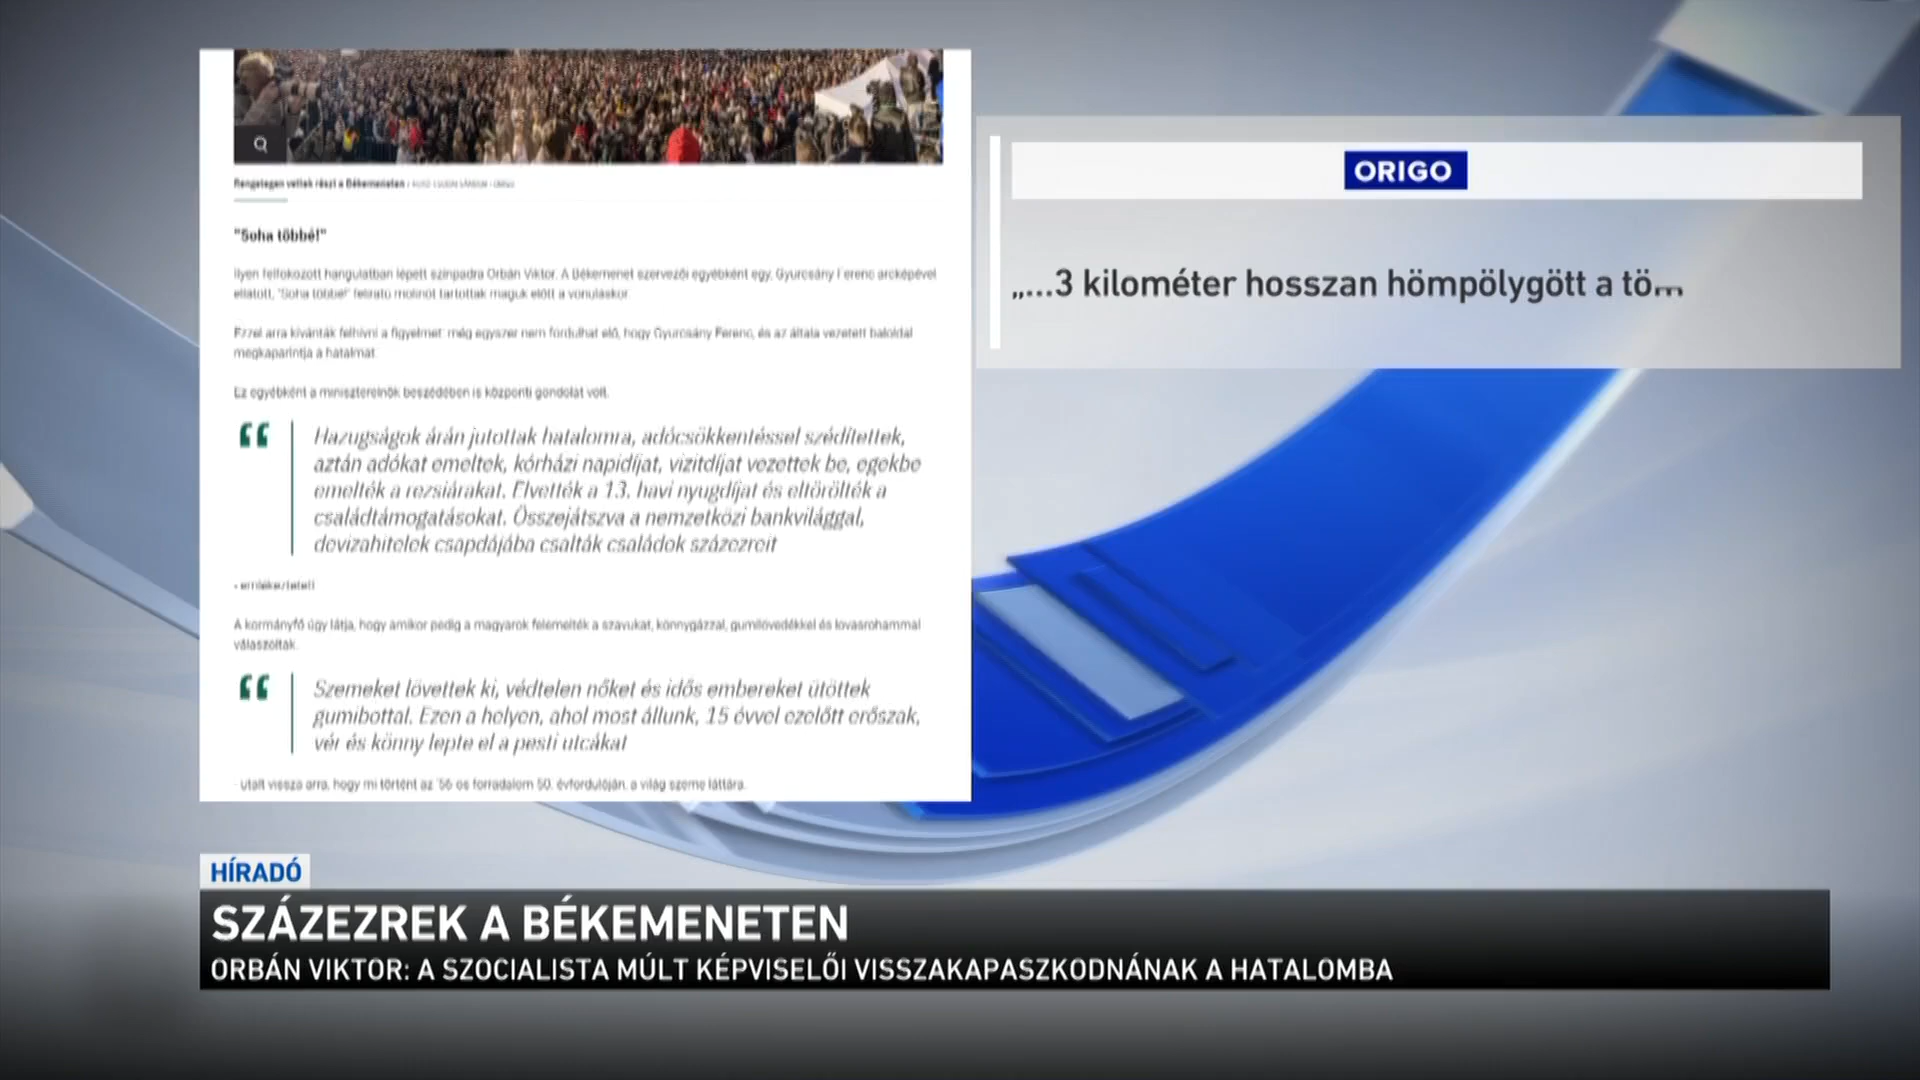 Rengetegen vettek részt a Békemeneten
"Soha többé!"
Ilyen felfokozott hangulatban lépett színpadra Orbán Viktor. A Békemenet szervezői egyébként egy, Gyurcsány Ferenc arcképével
ellátott, "Soha többé!" feliratú molinót tartottak maguk előtt a vonuláskor.
Ezzel arra kívánták felhívni a figyelmet: még egyszer nem fordulhat elő, hogy Gyurcsány Ferenc, és az általa vezetett baloldal
megkaparintja a hatalmat.
Ez egyébként a miniszterelnök beszédében is központi gondolat volt.
“ Hazugságok árán jutottak hatalomra, adócsökkentéssel szédítettek,
aztán adókat emeltek, kórházi napidíjat, vizitdíjat vezettek be, egekbe
emelték a rezsiárakat. Elvették a 13. havi nyugdíjat és eltörölték a
családtámogatásokat. Összejátszva a nemzetközi bankvilággal,
devizahitelek csapdájába csalták családok százezreit
- emlékeztetett
A kormányfő úgy látja, hogy amikor pedig a magyarok felemelték a szavukat, könnygázzal, gumilövedékkel és lovasrohammal
válaszoltak.
“ Szemeket lövettek ki, védtelen nőket és idős embereket ütöttek
gumibottal. Ezen a helyen, ahol most állunk, 15 évvel ezelőtt erőszak,
vér és könny lepte el a pesti utcákat
- utalt vissza arra, hogy mi történt az '56-os forradalom 50. évfordulóján, a világ szeme láttára.
ORIGO
„...3 kilométer hosszan hömpölygött a tö
HÍRADÓ
SZÁZEZREK A BÉKEMENETEN
ORBÁN VIKTOR: A SZOCIALISTA MÚLT KÉPVISELŐI VISSZAKAPASZKODNÁNAK A HATALOMBA